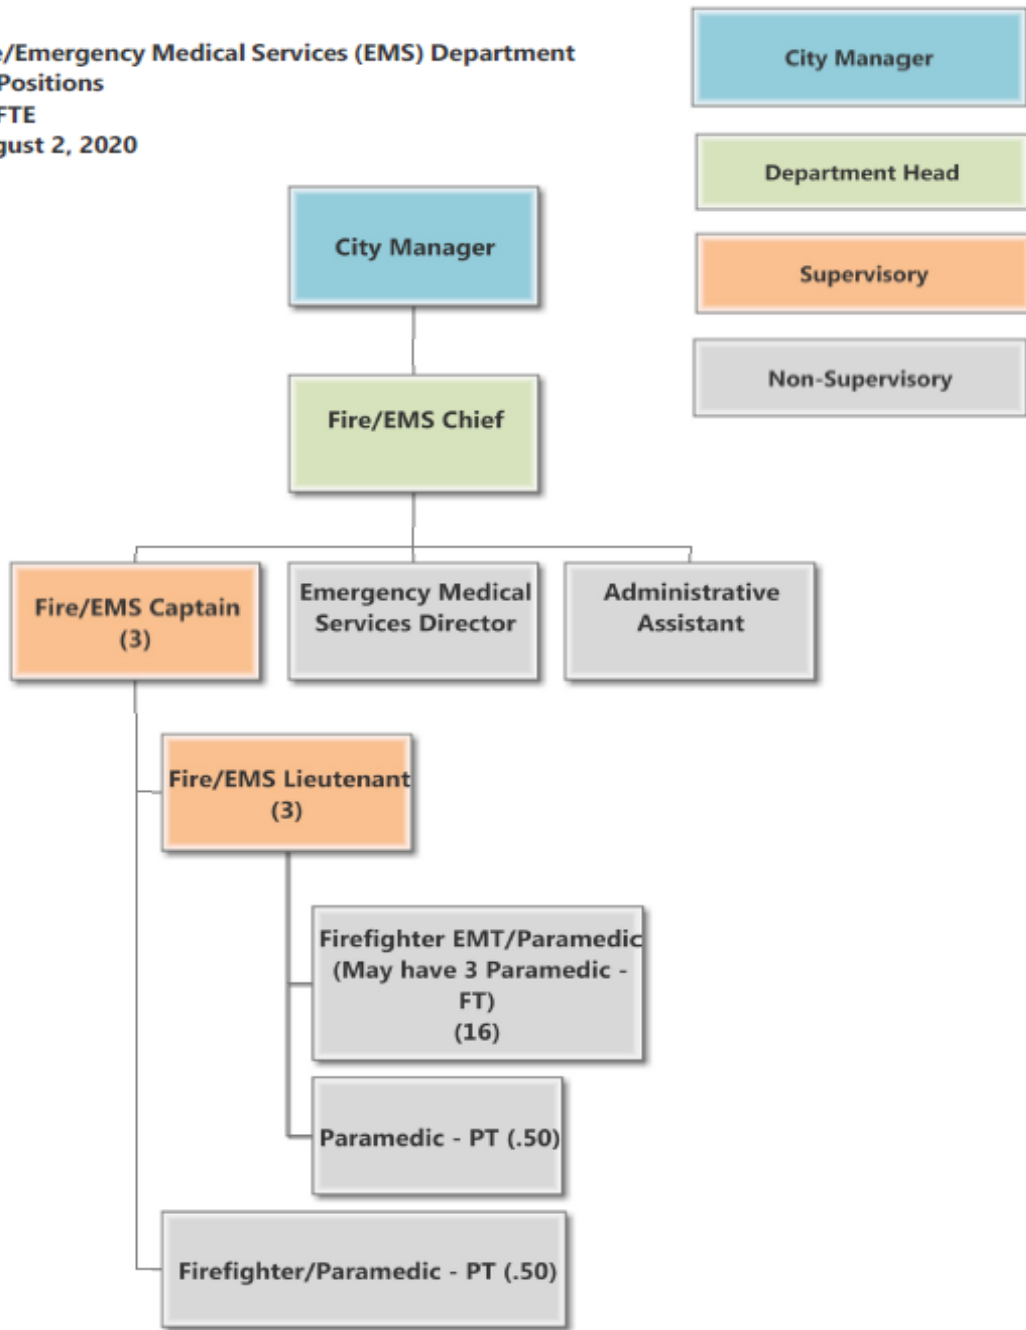 /Emergency Medical Services (EMS) Department
Positions
FTE
2, 2020
City Manager
Department Head
Supervisory
Non-Supervisory
City Manager
Fire/EMS Chief
Fire/EMS Captain
(3)
Emergency Medical
Services Director
Administrative
Assistant
Fire/EMS Lieutenant
(3)
Firefighter EMT/Paramedic
(May have 3 Paramedic -
FT)
(16)
Paramedic - PT (.50)
Firefighter/Paramedic - PT (.50)